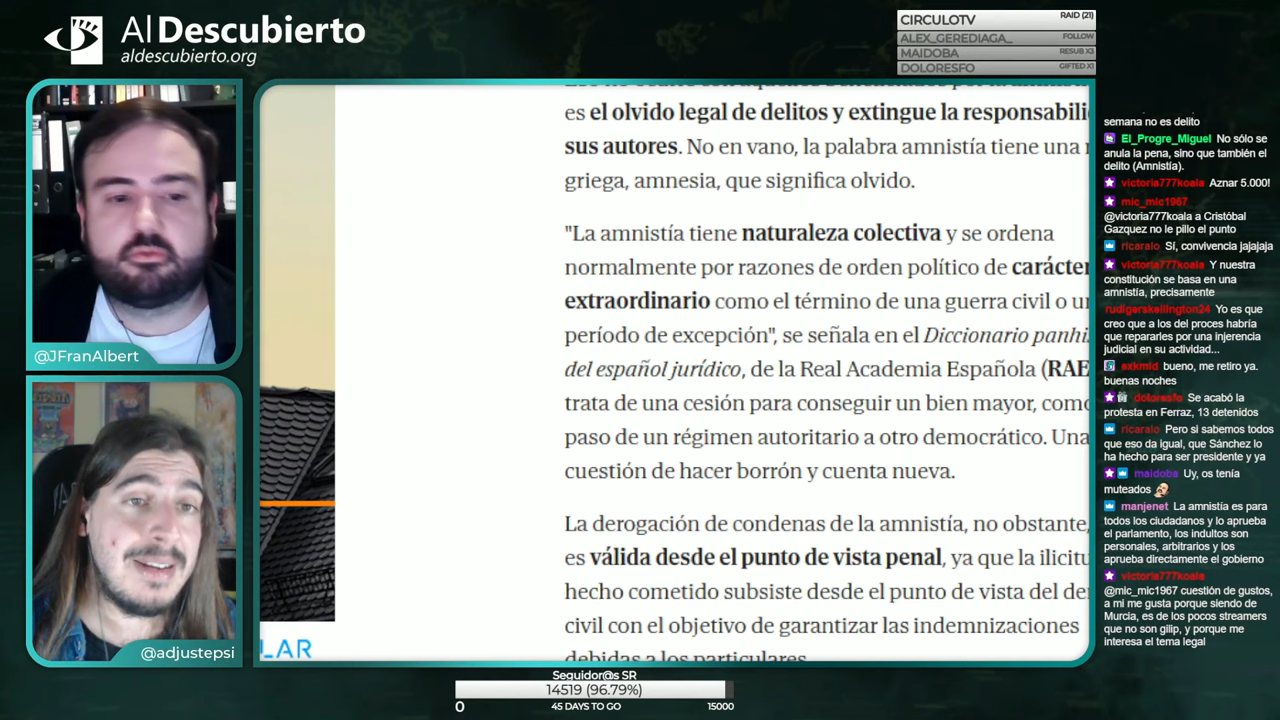 Al Descubierto
aldescubierto.org
CIRCULOTV RAID (21)
ALEX_GEREDIAGA_ FOLLOW
MAIDOBA RESUB X3
DOLORESFO GIFTED X1
@JFranAlbert
@adjustepsi
es el olvido legal de delitos y extingue la responsabili
sus autores. No en vano, la palabra amnistía tiene una
griega, amnesia, que significa olvido.
"La amnistía tiene naturaleza colectiva y se ordena
normalmente por razones de orden político de carácter
extraordinario como el término de una guerra civil o un
período de excepción", se señala en el Diccionario panhi
del español jurídico, de la Real Academia Española (RAE
trata de una cesión para conseguir un bien mayor, como
paso de un régimen autoritario a otro democrático. Una
cuestión de hacer borrón y cuenta nueva.
La derogación de condenas de la amnistía, no obstante,
es válida desde el punto de vista penal, ya que la ilicitu
hecho cometido subsiste desde el punto de vista del de
civil con el objetivo de garantizar las indemnizaciones
debidas a los particulares.
LAR
semana no es delito
El_Progre_Miguel No sólo se
anula la pena, sino que también el
delito (Amnistía).
victoria777koala Aznar 5.000!
mic_mic1967
@victoria777koala a Cristóbal
Gazquez no le pillo el punto
ricaralo Sí, convivencia jajajaja
victoria777koala Y nuestra
constitución se basa en una
amnistía, precisamente
rudigerskellington24 Yo es que
creo que a los del proces habría
que repararles por una injerencia
judicial en su actividad...
sxkmid bueno, me retiro ya.
buenas noches
doloresfo Se acabó la
protesta en Ferraz, 13 detenidos
ricaralo Pero si sabemos todos
que eso da igual, que Sánchez lo
ha hecho para ser presidente y ya
maidoba Uy, os tenía
muteados
manjenet La amnistía es para
todos los ciudadanos y lo aprueba
el parlamento, los indultos son
personales, arbitrarios y los
aprueba directamente el gobierno
victoria777koala
@mic_mic1967 cuestión de gustos,
a mi me gusta porque siendo de
Murcia, es de los pocos streamers
que no son gilip, y porque me
interesa el tema legal
Seguidor@s SR
14519 (96.79%)
0 45 DAYS TO GO 15000